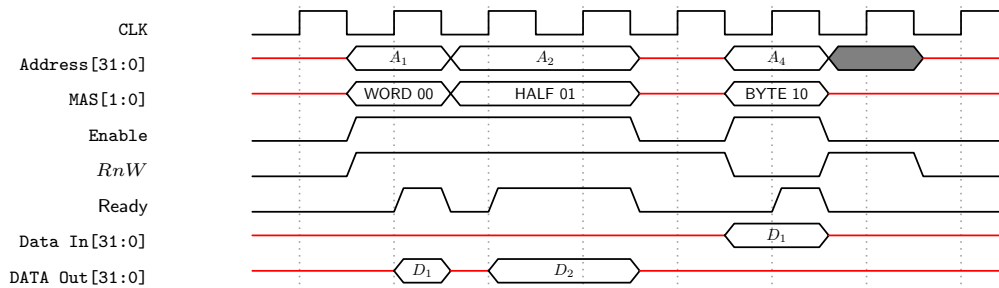 CLK
Address[31:0] A1 A2 A4
MAS[1:0] WORD 00 HALF 01 BYTE 10
Enable
RnW
Ready
Data In[31:0] D1
DATA Out[31:0] D1 D2